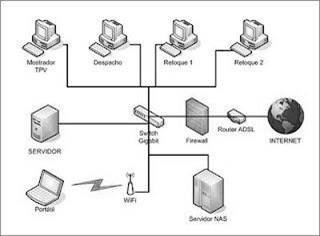 Mostrador
TPV
Despacho
Retoque 1
Retoque 2
SERVIDOR
Switch
Gigabit
Firewall
Router ADSL
INTERNET
Portátil
WiFi
Servidor NAS